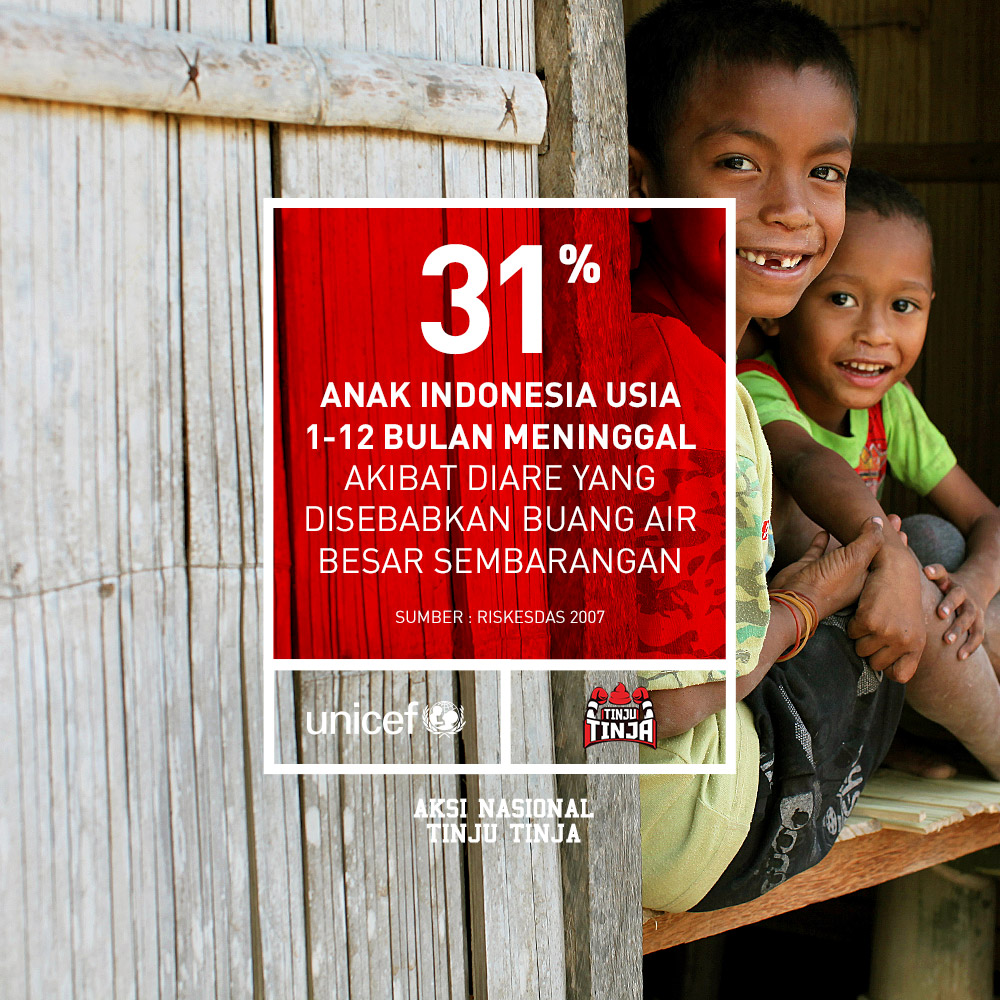 31%
ANAK INDONESIA USIA
1-12 BULAN MENINGGAL
AKIBAT DIARE YANG
DISEBABKAN BUANG AIR
BESAR SEMBARANGAN
SUMBER : RISKESDAS 2007
unicef
TINJU
TINJA
AKSI NASIONAL
TINJU TINJA